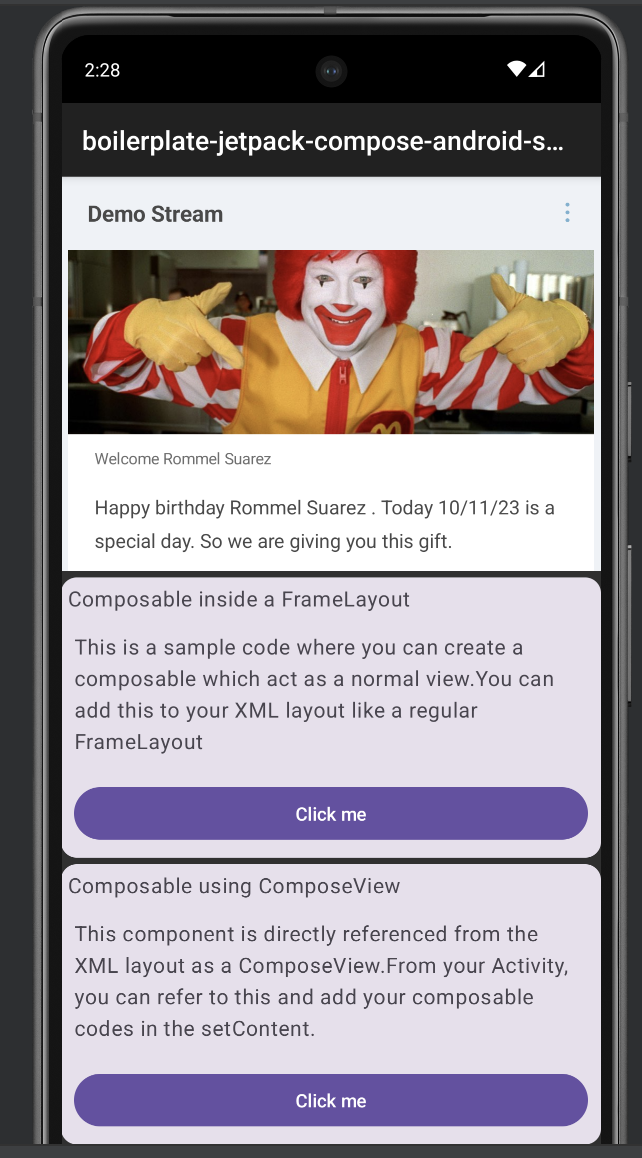 2:28
boilerplate-jetpack-compose-android-s...
Demo Stream
Welcome Rommel Suarez
Happy birthday Rommel Suarez . Today 10/11/23 is a
special day. So we are giving you this gift.
Composable inside a FrameLayout
This is a sample code where you can create a
composable which act as a normal view.You can
add this to your XML layout like a regular
FrameLayout
Click me
Composable using ComposeView
This component is directly referenced from the
XML layout as a ComposeView.From your Activity,
you can refer to this and add your composable
codes in the setContent.
Click me